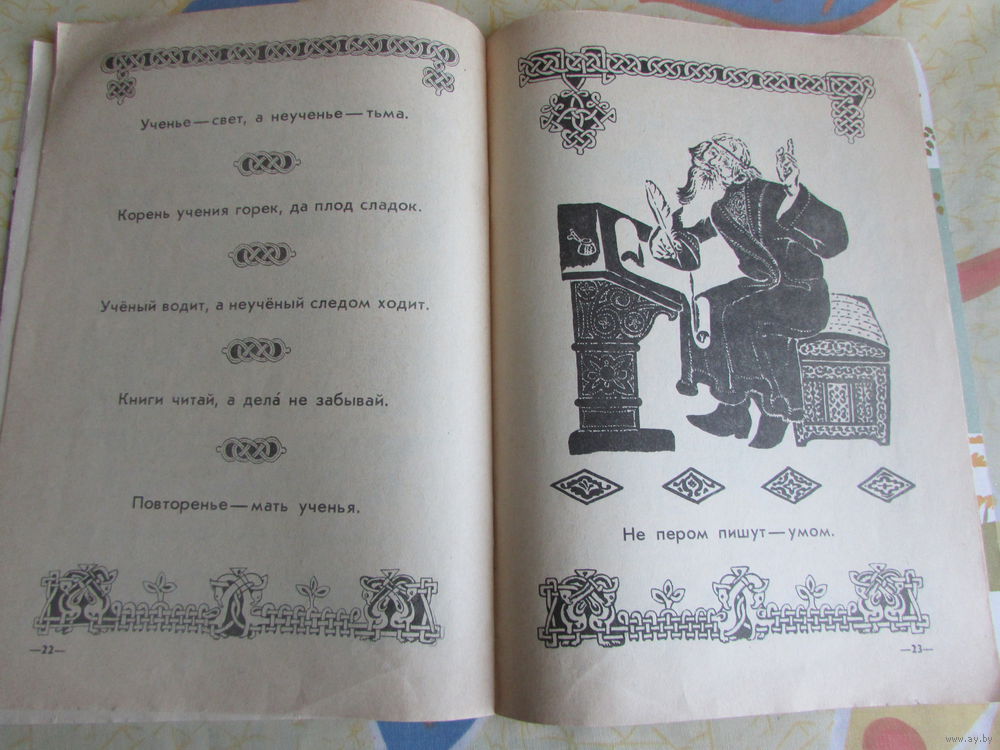 Ученье—свет, а неученье—тьма.
Корень учения горек, да плод сладок.
Учёный водит, а неучёный следом ходит.
Книги читай, а дела́ не забывай.
Повторенье—мать ученья.
—22—
Не пером пишут—умом.
—23—
www.ay.by